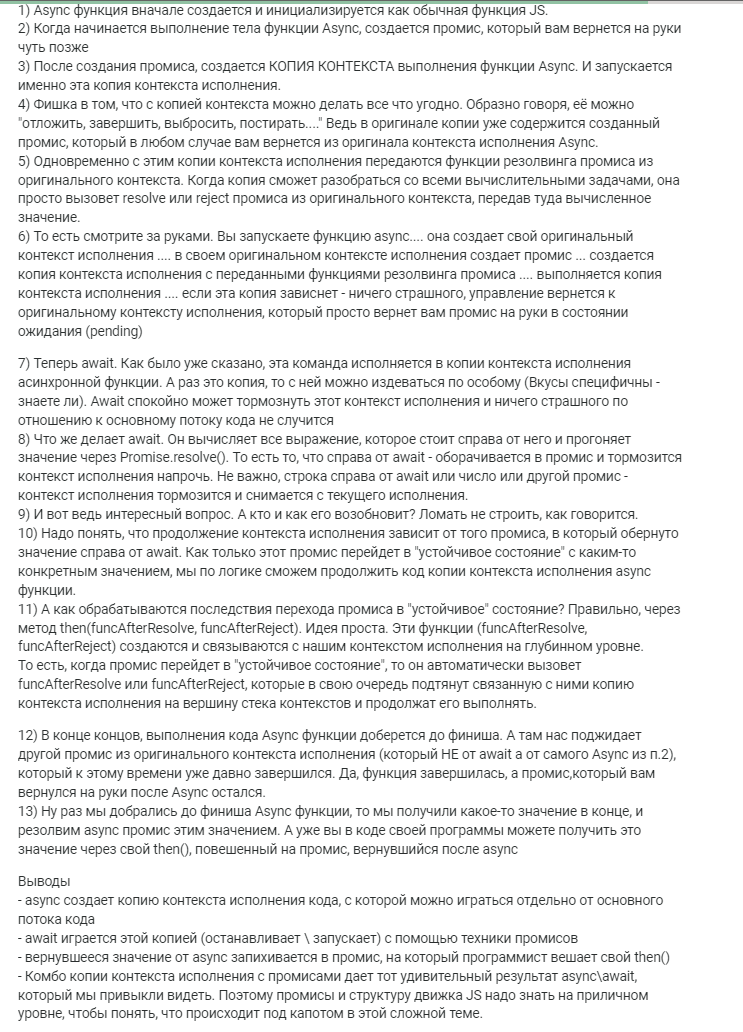 1) Async функция вначале создается и инициализируется как обычная функция JS.
2) Когда начинается выполнение тела функции Async, создается промис, который вам вернется на руки
чуть позже
3) После создания промиса, создается КОПИЯ КОНТЕКСТА выполнения функции Async. И запускается
именно эта копия контекста исполнения.
4) Фишка в том, что с копией контекста можно делать все что угодно. Образно говоря, её можно
"отложить, завершить, выбросить, постирать...." Ведь в оригинале копии уже содержится созданный
промис, который в любом случае вам вернется из оригинала контекста исполнения Async.
5) Одновременно с этим копии контекста исполнения передаются функции резолвинга промиса из
оригинального контекста. Когда копия сможет разобраться со всеми вычислительными задачами, она
просто вызовет resolve или reject промиса из оригинального контекста, передав туда вычисленное
значение.
6) То есть смотрите за руками. Вы запускаете функцию async.... она создает свой оригинальный
контекст исполнения .... в своем оригинальном контексте исполнения создает промис ... создается
копия контекста исполнения с переданными функциями резолвинга промиса .... выполняется копия
контекста исполнения .... если эта копия зависнет - ничего страшного, управление вернется к
оригинальному контексту исполнения, который просто вернет вам промис на руки в состоянии
ожидания (pending)
7) Теперь await. Как было уже сказано, эта команда исполняется в копии контекста исполнения
асинхронной функции. А раз это копия, то с ней можно издеваться по особому (Вкусы специфичны -
знаете ли). Await спокойно может тормознуть этот контекст исполнения и ничего страшного по
отношению к основному потоку кода не случится
8) Что же делает await. Он вычисляет все выражение, которое стоит справа от него и прогоняет
значение через Promise.resolve(). То есть то, что справа от await - оборачивается в промис и тормозится
контекст исполнения напрочь. Не важно, строка справа от await или число или другой промис -
контекст исполнения тормозится и снимается с текущего исполнения.
9) И вот ведь интересный вопрос. А кто и как его возобновит? Ломать не строить, как говорится.
10) Надо понять, что продолжение контекста исполнения зависит от того промиса, в который обернуто
значение справа от await. Как только этот промис перейдет в "устойчивое состояние" с каким-то
конкретным значением, мы по логике сможем продолжить код копии контекста исполнения async
функции.
11) А как обрабатываются последствия перехода промиса в "устойчивое" состояние? Правильно, через
метод then(funcAfterResolve, funcAfterReject). Идея проста. Эти функции (funcAfterResolve,
funcAfterReject) создаются и связываются с нашим контекстом исполнения на глубинном уровне.
То есть, когда промис перейдет в "устойчивое состояние", то он автоматически вызовет
funcAfterResolve или funcAfterReject, которые в свою очередь подтянут связанную с ними копию
контекста исполнения на вершину стека контекстов и продолжат его выполнять.
12) В конце концов, выполнения кода Async функции доберется до финиша. А там нас поджидает
другой промис из оригинального контекста исполнения (который НЕ от await а от самого Async из п.2),
который к этому времени уже давно завершился. Да, функция завершилась, а промис,который вам
вернулся на руки после Async остался.
13) Ну раз мы добрались до финиша Async функции, то мы получили какое-то значение в конце, и
резолвим async промис этим значением. А уже вы в коде своей программы можете получить это
значение через свой then(), повешенный на промис, вернувшийся после async
Выводы
- async создает копию контекста исполнения кода, с которой можно играться отдельно от основного
потока кода
- await играется этой копией (останавливает \ запускает) с помощью техники промисов
- вернувшееся значение от async запихивается в промис, на который программист вешает свой then()
- Комбо копии контекста исполнения с промисами дает тот удивительный результат async\await,
который мы привыкли видеть. Поэтому промисы и структуру движка JS надо знать на приличном
уровне, чтобы понять, что происходит под капотом в этой сложной теме.